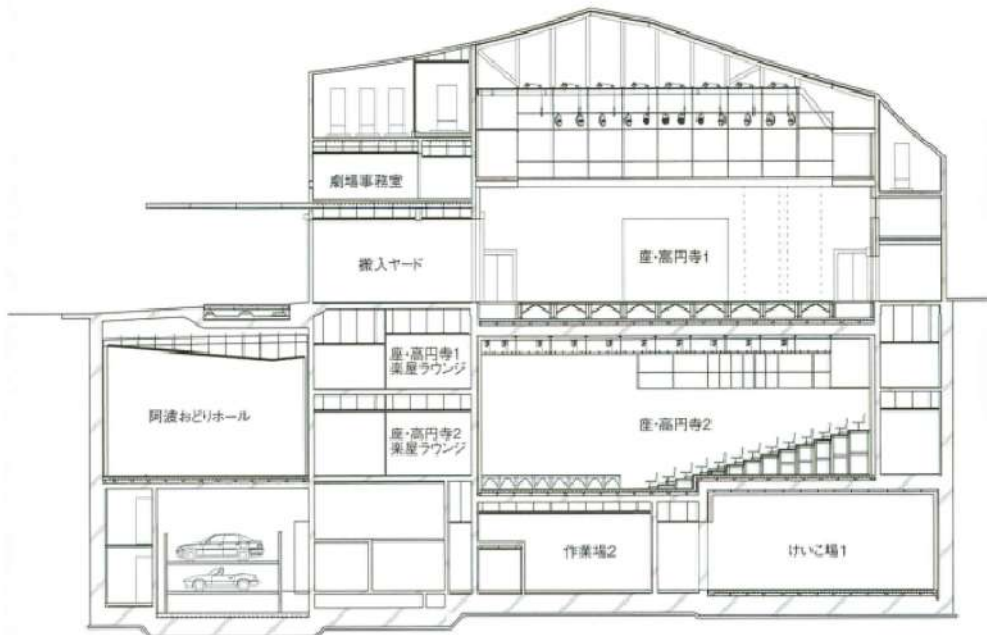 劇場事務室
搬入ヤード
座・高円寺1
座・高円寺1
楽屋ラウンジ
阿波おどりホール
座・高円寺2
楽屋ラウンジ
座・高円寺2
作業場2
けいこ場1